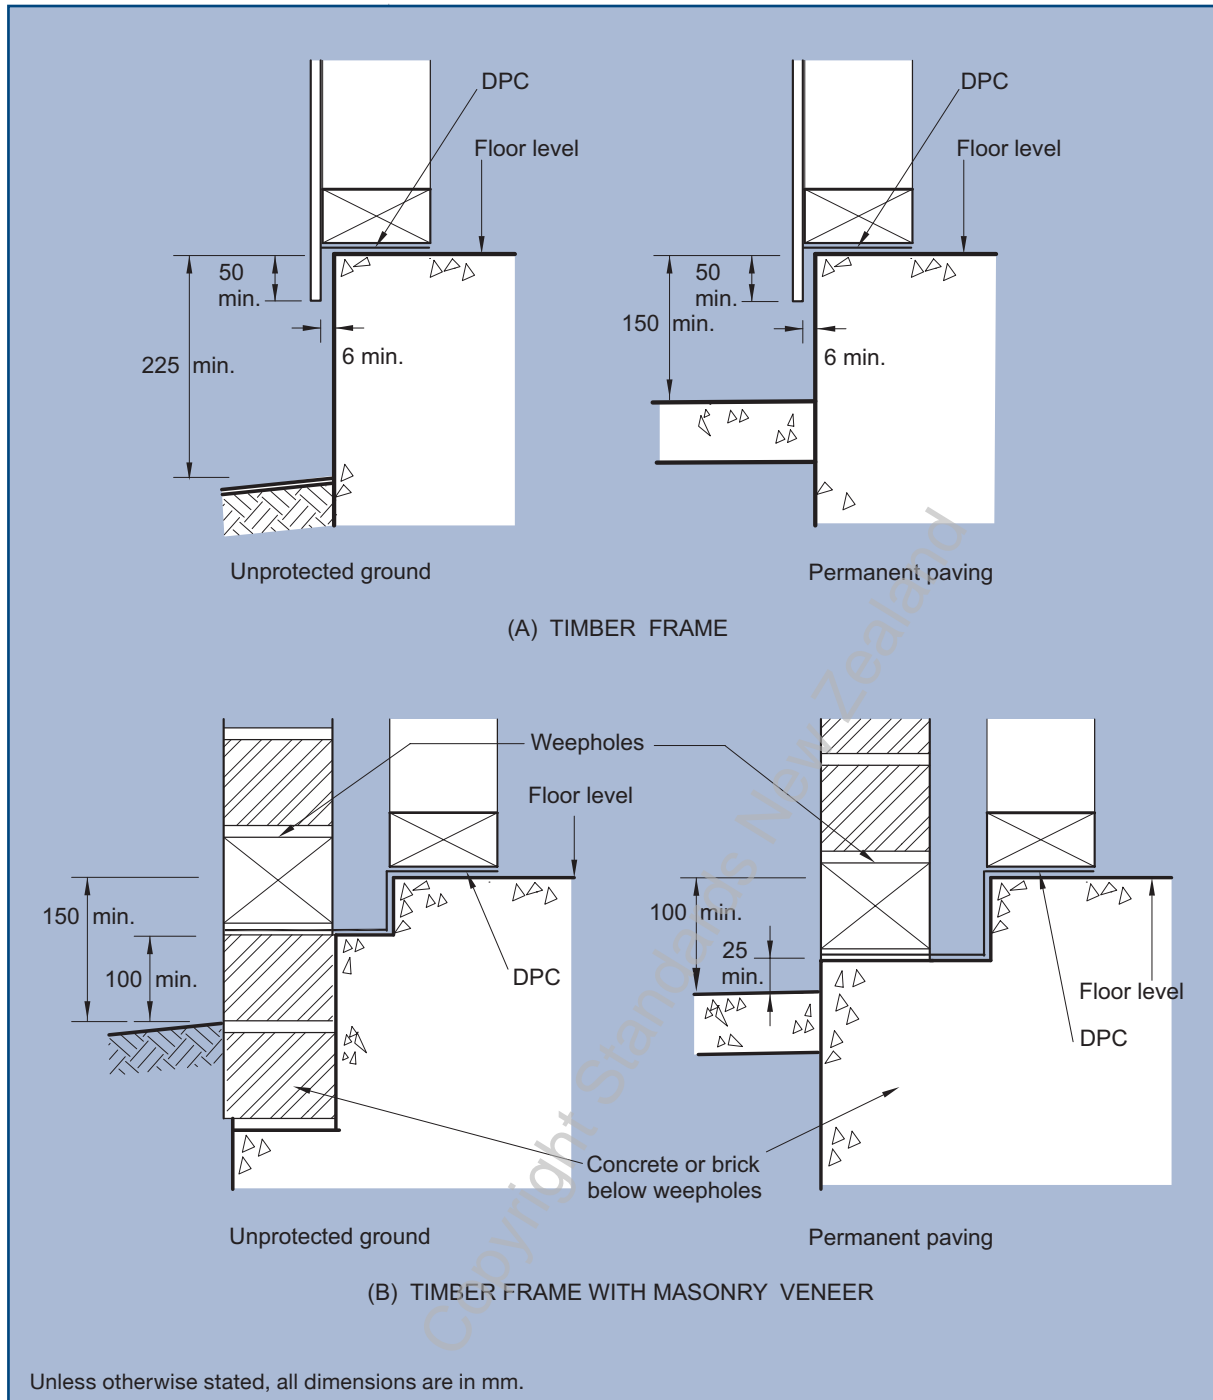 DPC
Floor level
50
min.
225 min.
6 min.
Unprotected ground
DPC
Floor level
50
min.
150 min.
6 min.
Permanent paving
(A) TIMBER FRAME
Weepholes
Floor level
150 min.
100 min.
DPC
100 min.
25
min.
Floor level
DPC
Concrete or brick
below weepholes
Unprotected ground
Permanent paving
(B) TIMBER FRAME WITH MASONRY VENEER
Copyright Standards New Zealand
Unless otherwise stated, all dimensions are in mm.